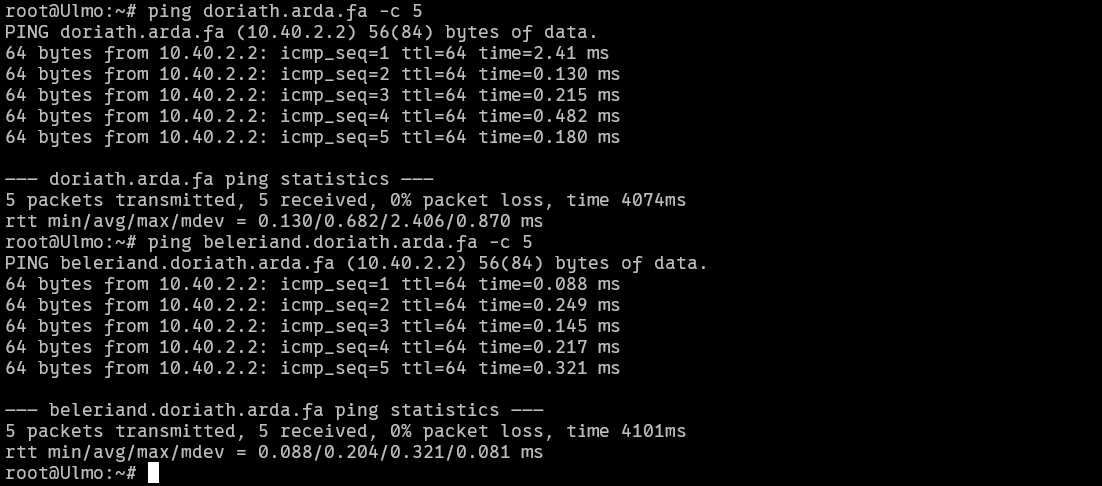 root@Ulmo:~# ping doriath.arda.fa -c 5
PING doriath.arda.fa (10.40.2.2) 56(84) bytes of data.
64 bytes from 10.40.2.2: icmp_seq=1 ttl=64 time=2.41 ms
64 bytes from 10.40.2.2: icmp_seq=2 ttl=64 time=0.130 ms
64 bytes from 10.40.2.2: icmp_seq=3 ttl=64 time=0.215 ms
64 bytes from 10.40.2.2: icmp_seq=4 ttl=64 time=0.482 ms
64 bytes from 10.40.2.2: icmp_seq=5 ttl=64 time=0.180 ms

--- doriath.arda.fa ping statistics ---
5 packets transmitted, 5 received, 0% packet loss, time 4074ms
rtt min/avg/max/mdev = 0.130/0.682/2.406/0.870 ms
root@Ulmo:~# ping beleriand.doriath.arda.fa -c 5
PING beleriand.doriath.arda.fa (10.40.2.2) 56(84) bytes of data.
64 bytes from 10.40.2.2: icmp_seq=1 ttl=64 time=0.088 ms
64 bytes from 10.40.2.2: icmp_seq=2 ttl=64 time=0.249 ms
64 bytes from 10.40.2.2: icmp_seq=3 ttl=64 time=0.145 ms
64 bytes from 10.40.2.2: icmp_seq=4 ttl=64 time=0.217 ms
64 bytes from 10.40.2.2: icmp_seq=5 ttl=64 time=0.321 ms

--- beleriand.doriath.arda.fa ping statistics ---
5 packets transmitted, 5 received, 0% packet loss, time 4101ms
rtt min/avg/max/mdev = 0.088/0.204/0.321/0.081 ms
root@Ulmo:~#